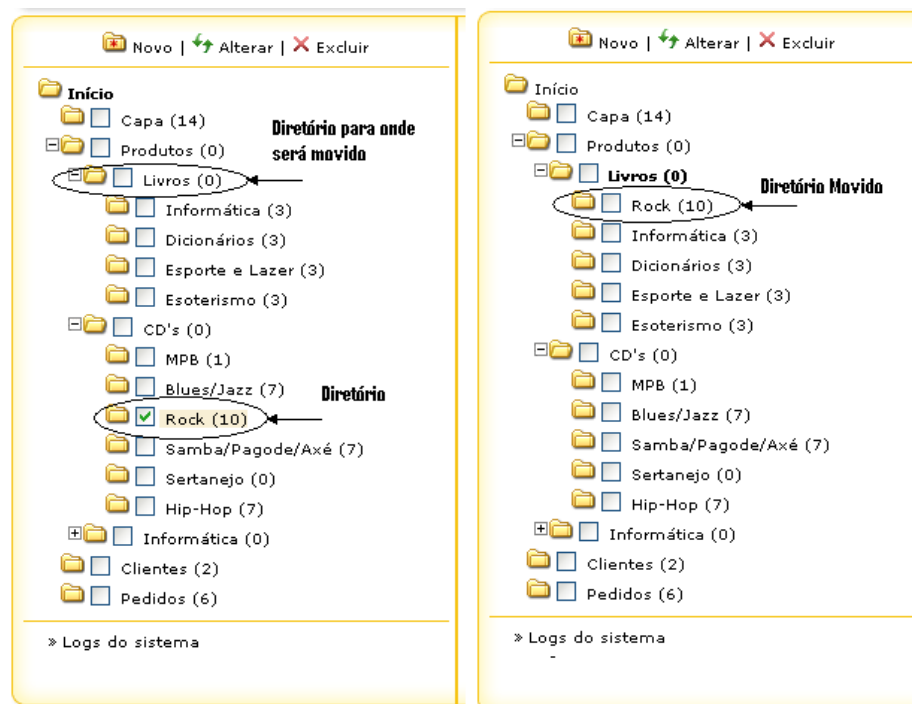 Novo | Alterar | Excluir
Início
Capa (14)
Diretório para onde
será movido
Produtos (0)
Livros (0)
Informática (3)
Dicionários (3)
Esporte e Lazer (3)
Esoterismo (3)
CD's (0)
MPB (1)
Blues/Jazz (7)
Diretório
Rock (10)
Samba/Pagode/Axé (7)
Sertanejo (0)
Hip-Hop (7)
Informática (0)
Clientes (2)
Pedidos (6)
» Logs do sistema
Novo | Alterar | Excluir
Início
Capa (14)
Produtos (0)
Livros (0)
Diretório Movido
Rock (10)
Informática (3)
Dicionários (3)
Esporte e Lazer (3)
Esoterismo (3)
CD's (0)
MPB (1)
Blues/Jazz (7)
Samba/Pagode/Axé (7)
Sertanejo (0)
Hip-Hop (7)
Informática (0)
Clientes (2)
Pedidos (6)
» Logs do sistema